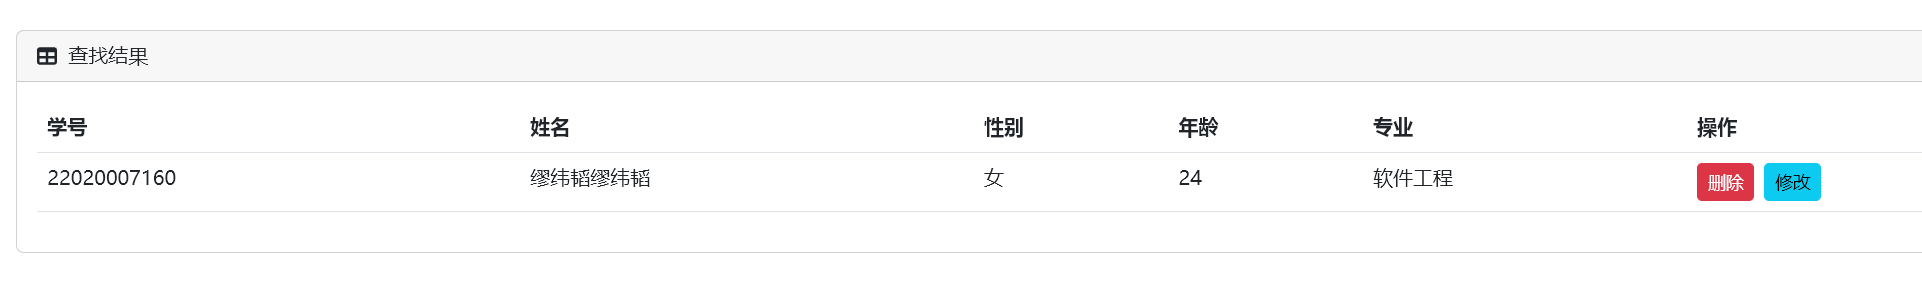 查找结果
学号 姓名 性别 年龄 专业 操作
22020007160 缪纬韬缪纬韬 女 24 软件工程 删除 修改